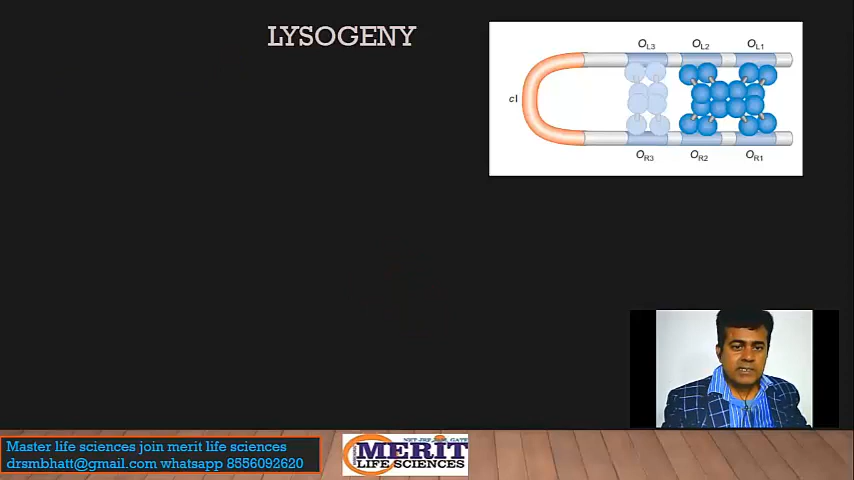 LYSOGENY
OL3 OL2 OL1
cI
OR3 OR2 OR1
Master life sciences join merit life sciences
drsmbhatt@gmail.com whatsapp 8556092620
MERIT
LIFE SCIENCES